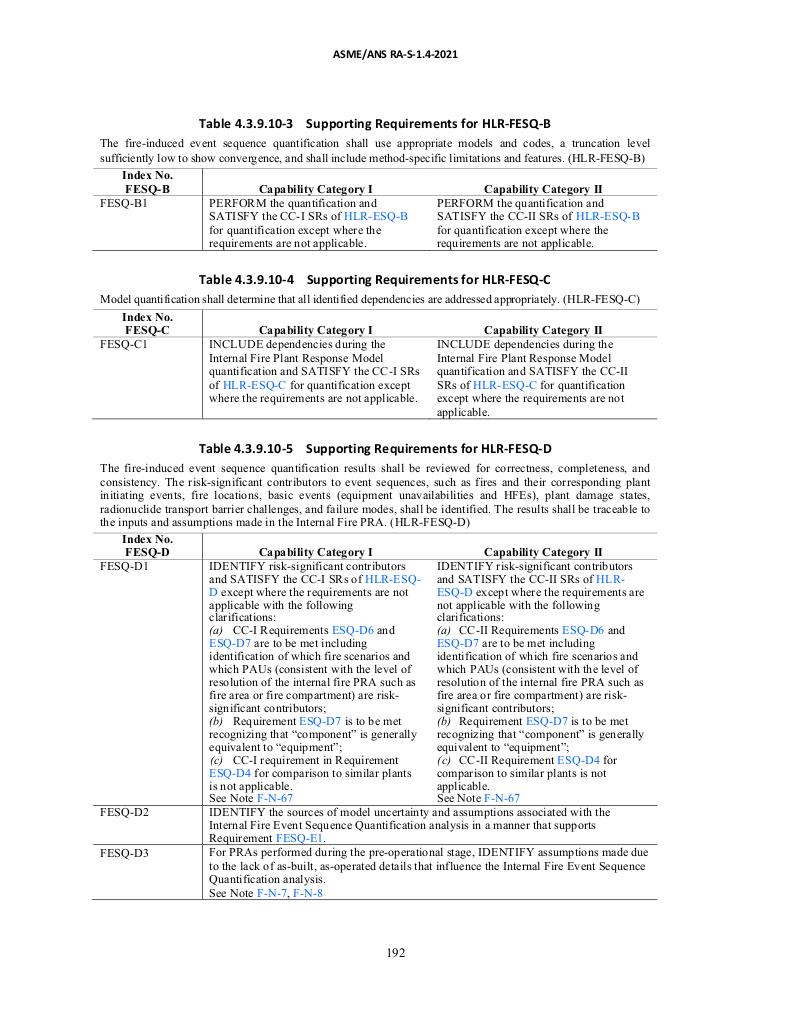 ASME/ANS RA-S-1.4-2021
Table 4.3.9.10-3 Supporting Requirements for HLR-FESQ-B
The fire-induced event sequence quantification shall use appropriate models and codes, a truncation level
sufficiently low to show convergence, and shall include method-specific limitations and features. (HLR-FESQ-B)
Index No.
FESQ-B Capability Category I Capability Category II
FESQ-B1
PERFORM the quantification and
SATISFY the CC-I SRs of HLR-ESQ-B
for quantification except where the
requirements are not applicable.
PERFORM the quantification and
SATISFY the CC-II SRs of HLR-ESQ-B
for quantification except where the
requirements are not applicable.
Table 4.3.9.10-4 Supporting Requirements for HLR-FESQ-C
Model quantification shall determine that all identified dependencies are addressed appropriately. (HLR-FESQ-C)
Index No.
FESQ-C Capability Category I Capability Category II
FESQ-C1
INCLUDE dependencies during the
Internal Fire Plant Response Model
quantification and SATISFY the CC-I SRs
of HLR-ESQ-C for quantification except
where the requirements are not applicable.
INCLUDE dependencies during the
Internal Fire Plant Response Model
quantification and SATISFY the CC-II
SRs of HLR-ESQ-C for quantification
except where the requirements are not
applicable.
Table 4.3.9.10-5 Supporting Requirements for HLR-FESQ-D
The fire-induced event sequence quantification results shall be reviewed for correctness, completeness, and
consistency. The risk-significant contributors to event sequences, such as fires and their corresponding plant
initiating events, fire locations, basic events (equipment unavailabilities and HFEs), plant damage states,
radionuclide transport barrier challenges, and failure modes, shall be identified. The results shall be traceable to
the inputs and assumptions made in the Internal Fire PRA. (HLR-FESQ-D)
Index No.
FESQ-D Capability Category I Capability Category II
FESQ-D1
IDENTIFY risk-significant contributors
and SATISFY the CC-I SRs of HLR-ESQ-
D except where the requirements are not
applicable with the following
clarifications:
(a) CC-I Requirements ESQ-D6 and
ESQ-D7 are to be met including
identification of which fire scenarios and
which PAUs (consistent with the level of
resolution of the internal fire PRA such as
fire area or fire compartment) are risk-
significant contributors;
(b) Requirement ESQ-D7 is to be met
recognizing that “component” is generally
equivalent to “equipment”;
(c) CC-I requirement in Requirement
ESQ-D4 for comparison to similar plants
is not applicable.
See Note F-N-67
IDENTIFY risk-significant contributors
and SATISFY the CC-II SRs of HLR-
ESQ-D except where the requirements are
not applicable with the following
clarifications:
(a) CC-II Requirements ESQ-D6 and
ESQ-D7 are to be met including
identification of which fire scenarios and
which PAUs (consistent with the level of
resolution of the internal fire PRA such as
fire area or fire compartment) are risk-
significant contributors;
(b) Requirement ESQ-D7 is to be met
recognizing that “component” is generally
equivalent to “equipment”;
(c) CC-II Requirement ESQ-D4 for
comparison to similar plants is not
applicable.
See Note F-N-67
FESQ-D2
IDENTIFY the sources of model uncertainty and assumptions associated with the
Internal Fire Event Sequence Quantification analysis in a manner that supports
Requirement FESQ-E1.
FESQ-D3
For PRAs performed during the pre-operational stage, IDENTIFY assumptions made due
to the lack of as-built, as-operated details that influence the Internal Fire Event Sequence
Quantification analysis.
See Note F-N-7, F-N-8
192